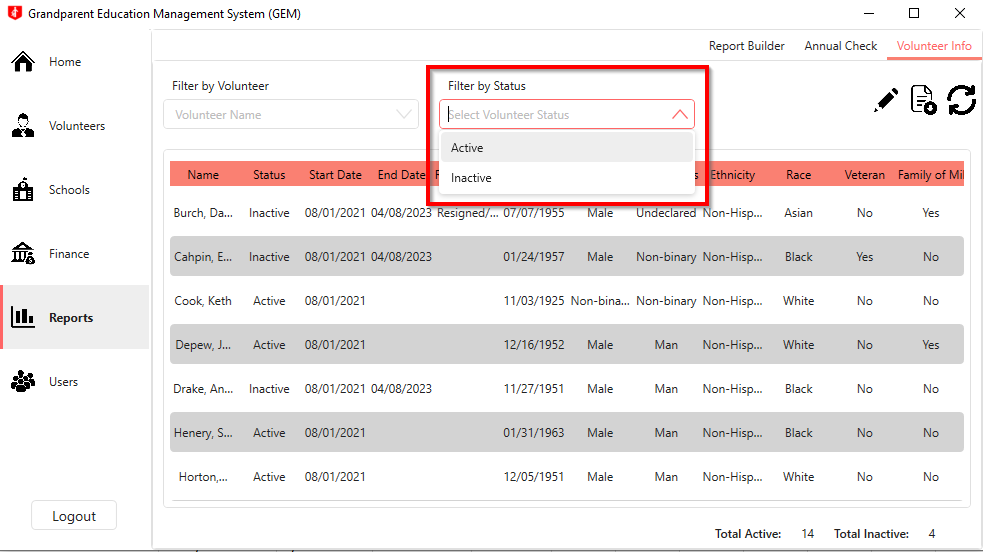 Grandparent Education Management System (GEM)
Home
Volunteers
Schools
Finance
Reports
Users
Logout
Report Builder Annual Check Volunteer Info
Filter by Volunteer
Volunteer Name
Filter by Status
Select Volunteer Status
Active
Inactive
Name Status Start Date End Date Ethnicity Race Veteran Family of Mil
Burch, Da... Inactive 08/01/2021 04/08/2023 Resigned/... 07/07/1955 Male Undeclared Non-Hisp... Asian No Yes
Cahpin, E... Inactive 08/01/2021 04/08/2023 01/24/1957 Male Non-binary Non-Hisp... Black Yes No
Cook, Keth Active 08/01/2021 11/03/1925 Non-bina... Non-binary Non-Hisp... White No No
Depew, J... Active 08/01/2021 12/16/1952 Male Man Non-Hisp... White No Yes
Drake, An... Inactive 08/01/2021 04/08/2023 11/27/1951 Male Man Non-Hisp... Black No No
Henery, S... Active 08/01/2021 01/31/1963 Male Man Non-Hisp... Black No No
Horton,... Active 08/01/2021 12/05/1951 Male Man Non-Hisp... White No No
Total Active: 14 Total Inactive: 4